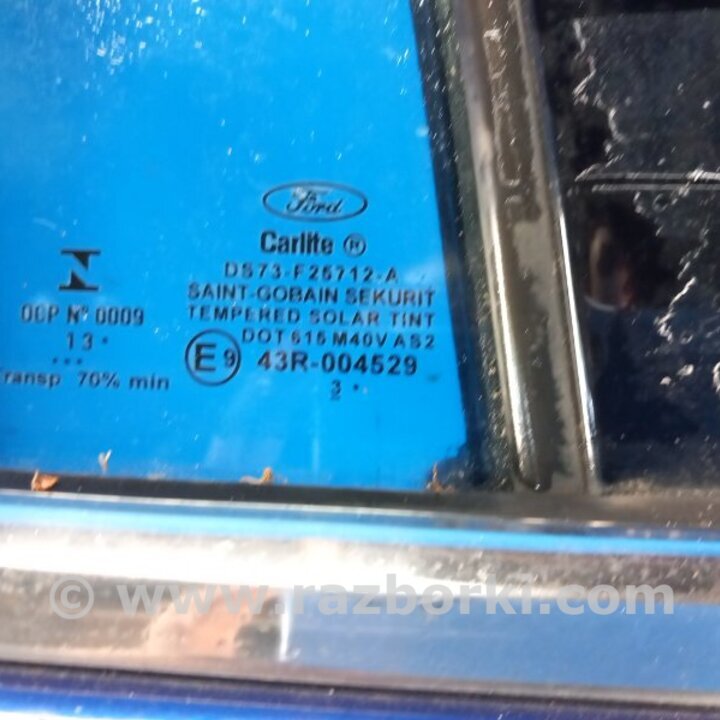 Ford
Carlite ®
DS73-F25712-A
SAINT-GOBAIN SEKURIT
TEMPERED SOLAR TINT
DOT 615 M40V AS2
E9 43R-004529
3 •
N
OCP Nº 0009
13 •
•••
Transp 70% min
© www.razborki.com